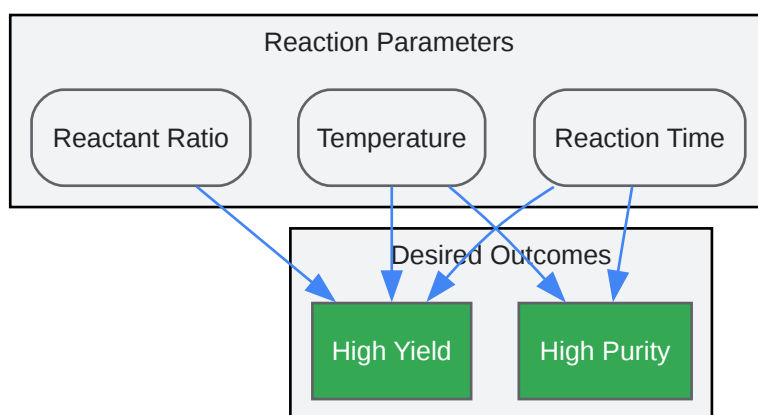 Reaction Parameters
Reactant Ratio
Temperature
Reaction Time
Desired Outcomes
High Yield
High Purity